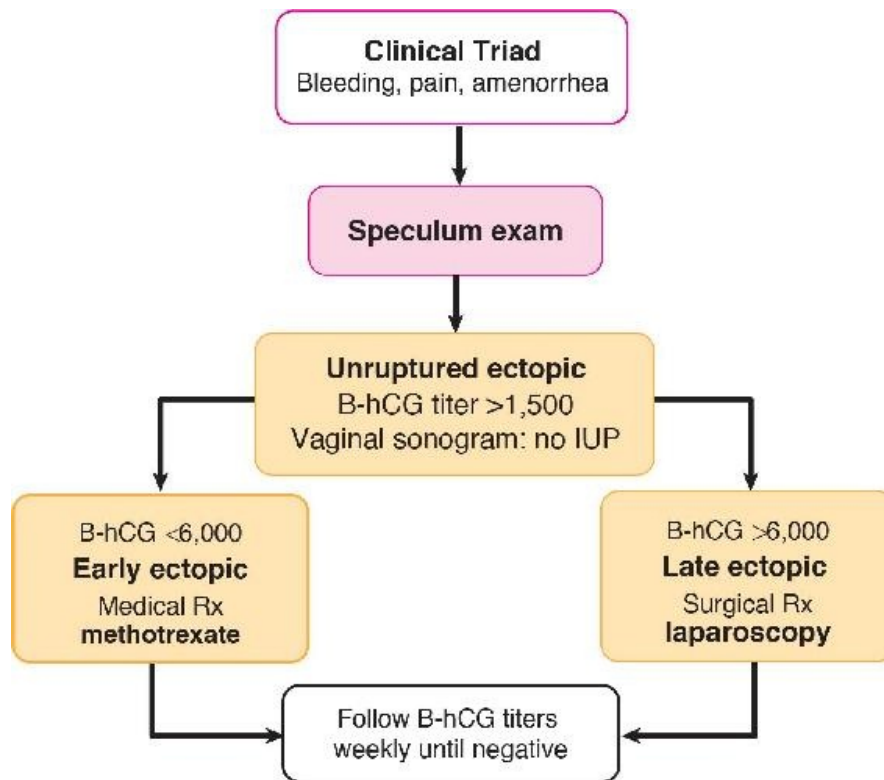 Clinical Triad
Bleeding, pain, amenorrhea
Speculum exam
Unruptured ectopic
B-hCG titer >1,500
Vaginal sonogram: no IUP
B-hCG <6,000
Early ectopic
Medical Rx
methotrexate
B-hCG >6,000
Late ectopic
Surgical Rx
laparoscopy
Follow B-hCG titers
weekly until negative